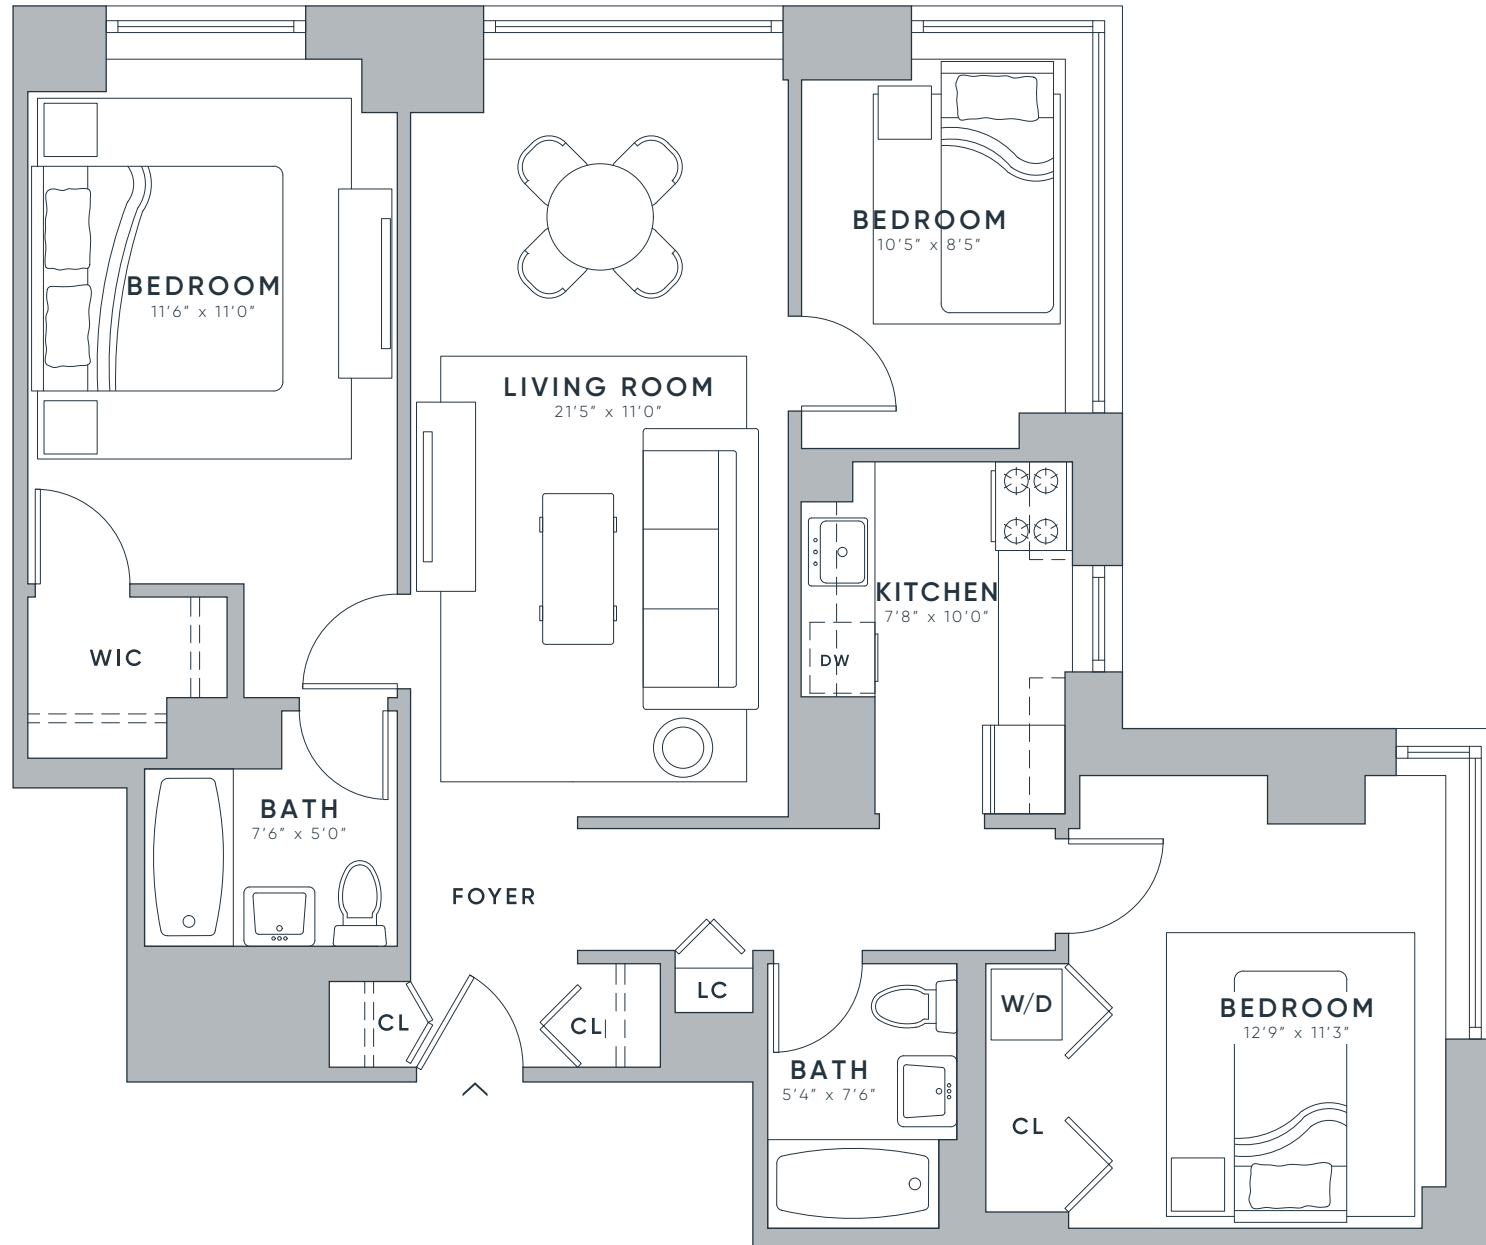 BEDROOM
10'5" x 8'5"
BEDROOM
11'6" x 11'0"
LIVING ROOM
21'5" x 11'0"
KITCHEN
7'8" x 10'0"
WIC
DW
BATH
7'6" x 5'0"
FOYER
LC
CL
CL
W/D
BEDROOM
12'9" x 11'3"
BATH
5'4" x 7'6"
CL